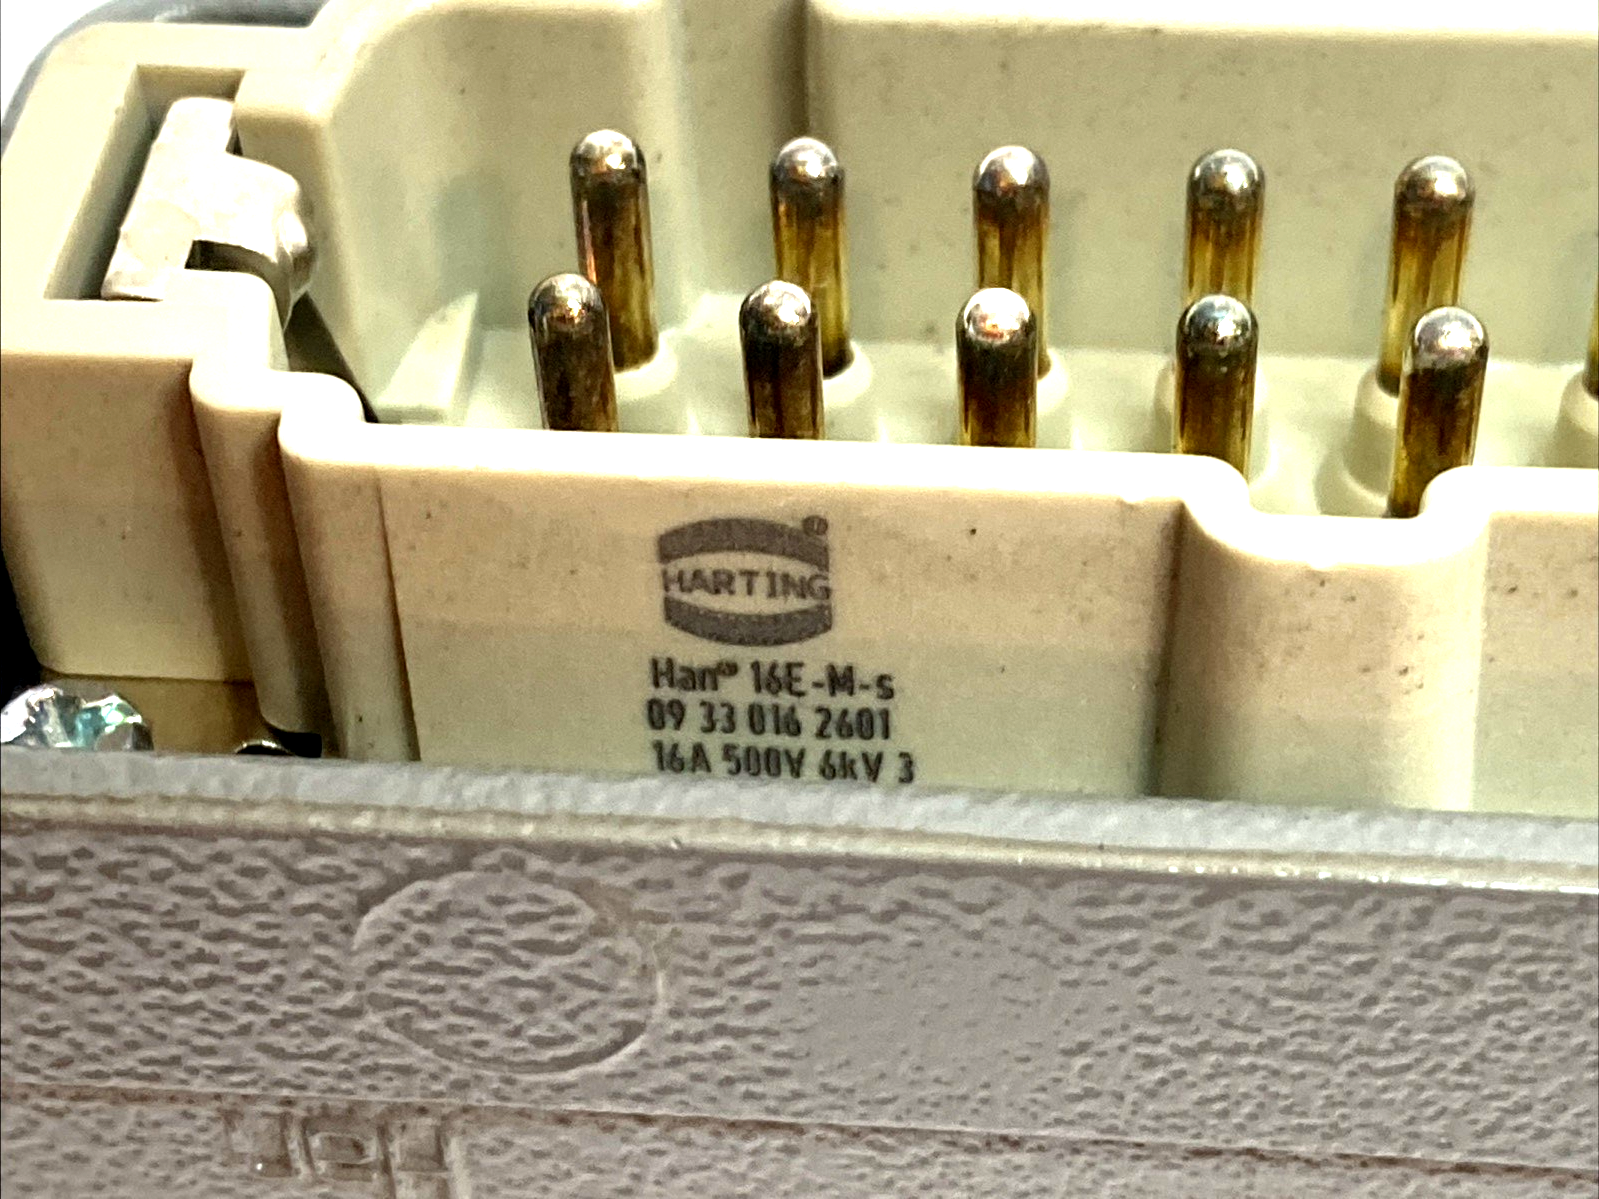 HARTING
Han® 16E-M-s
09 33 016 2601
16A 500V 6kV 3